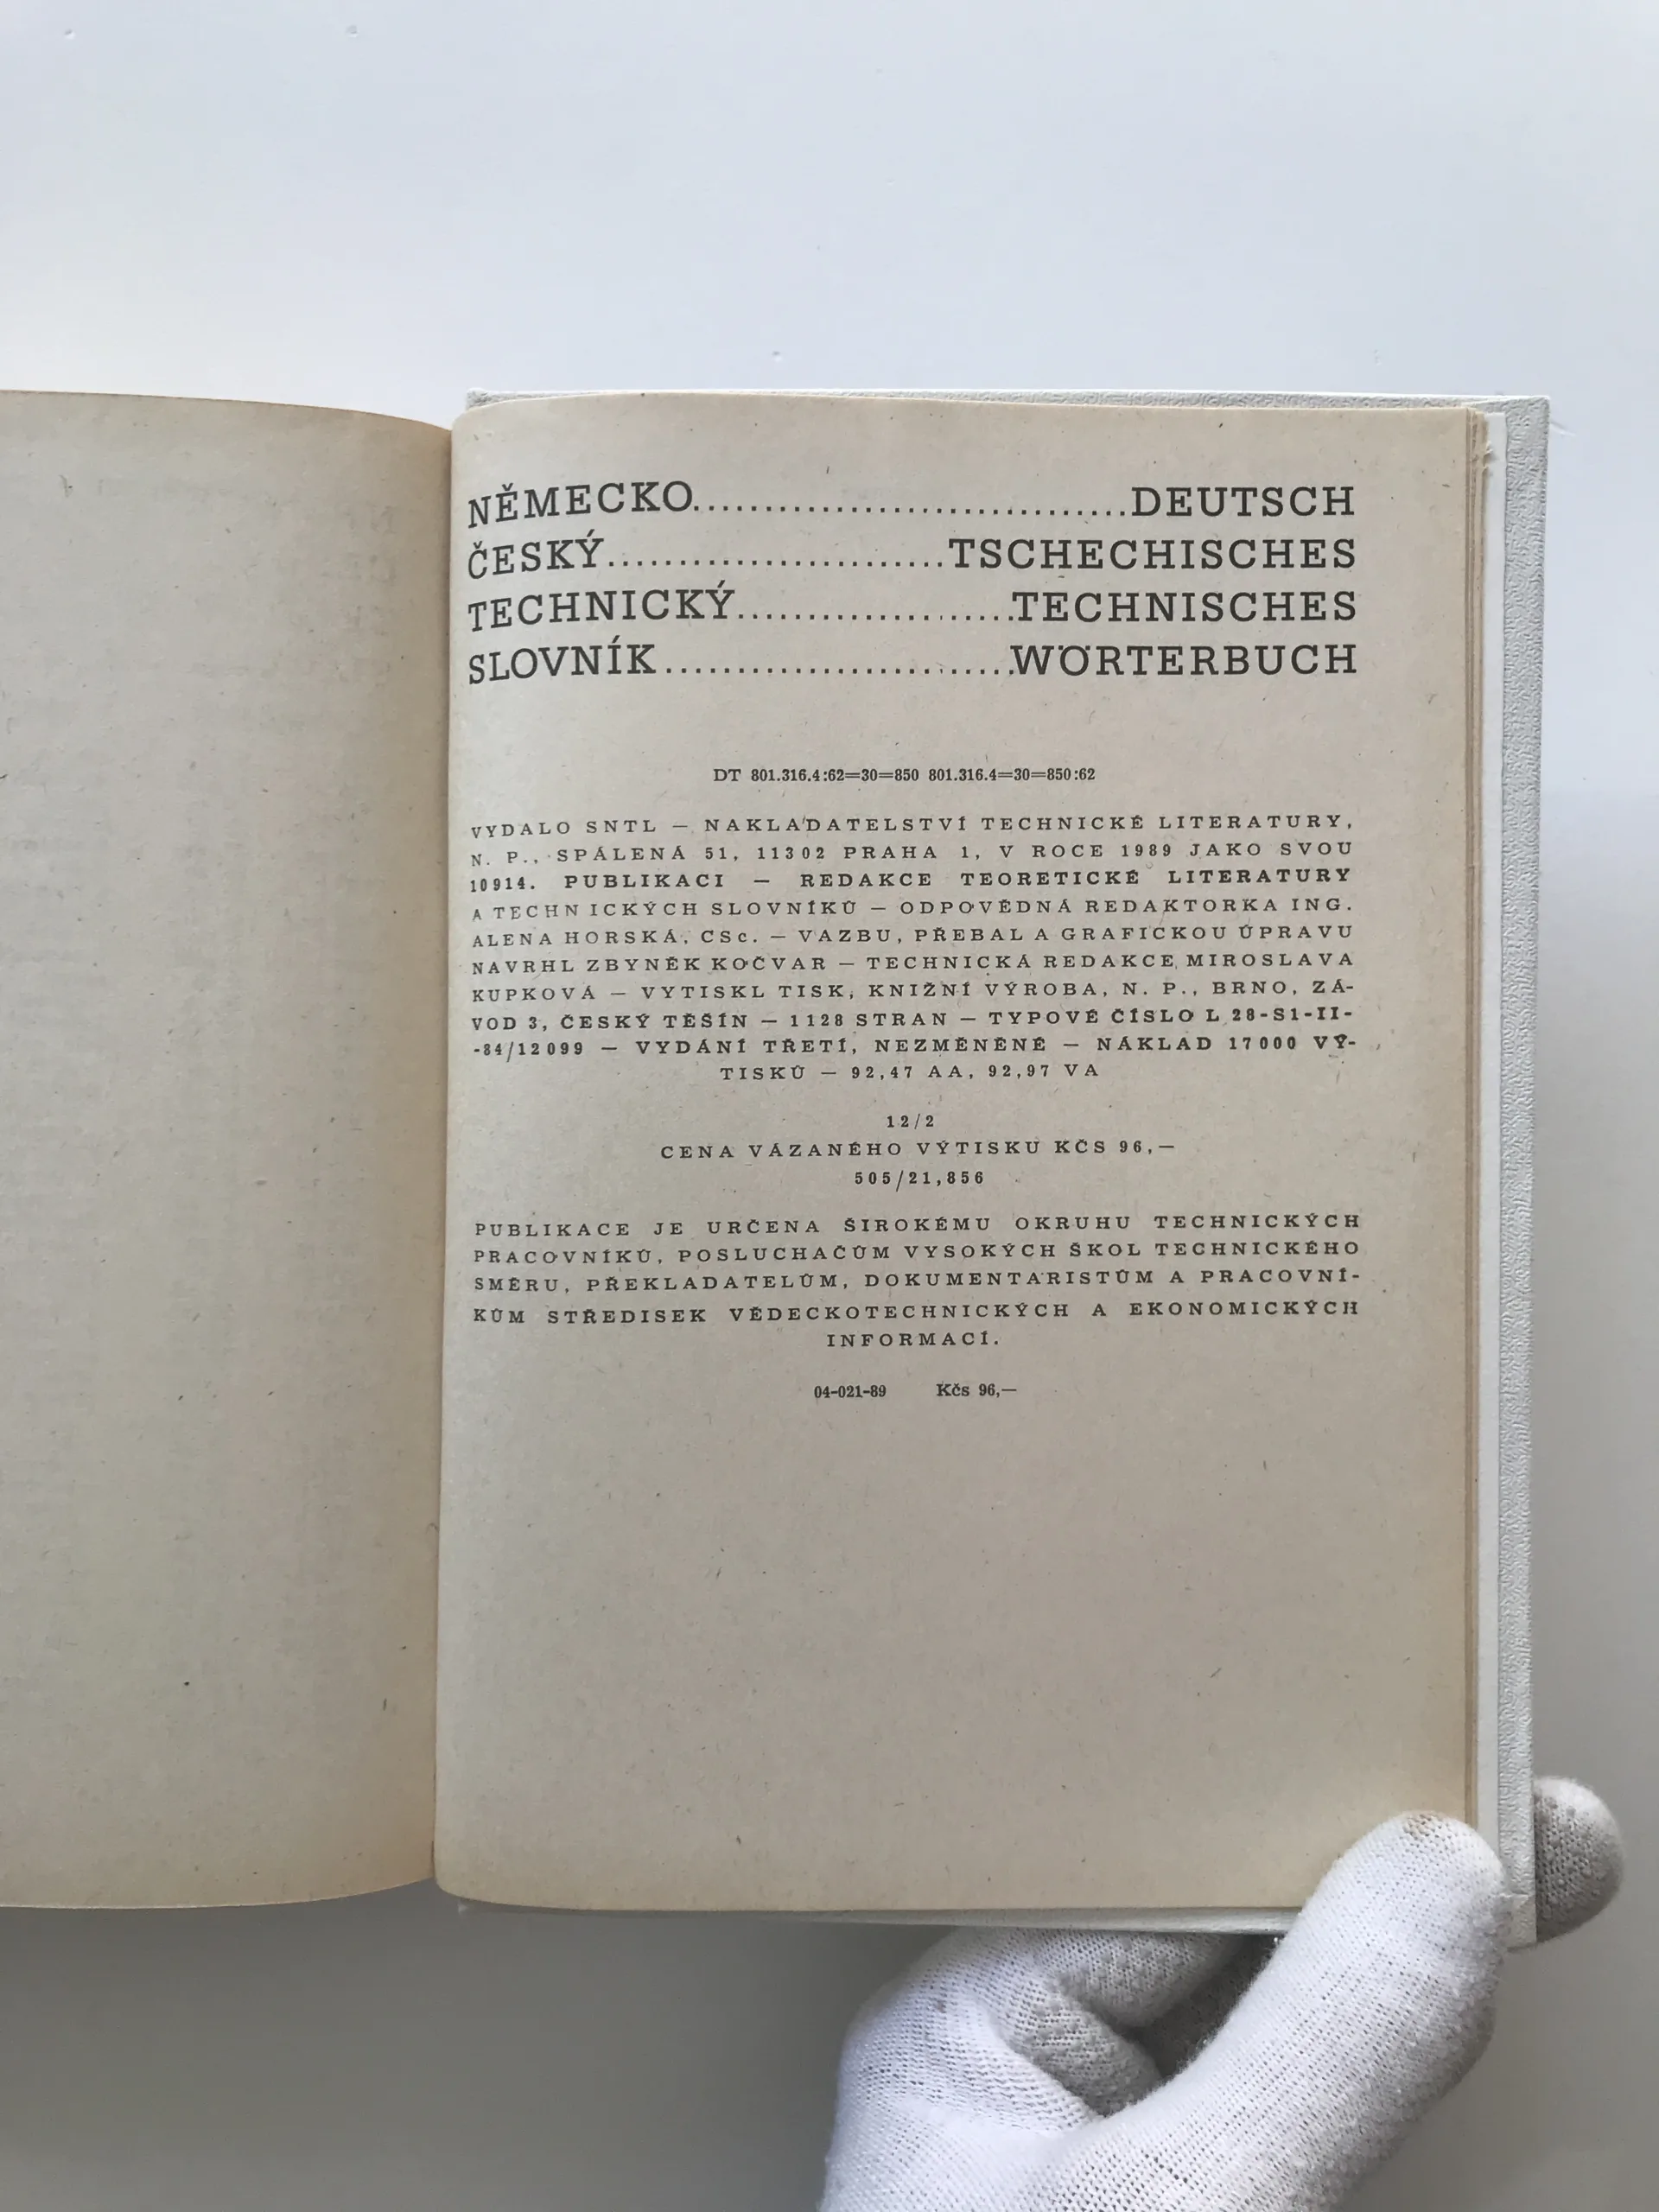 NĚMECKO..............................DEUTSCH
ČESKÝ........................TSCHECHISCHES
TECHNICKÝ....................TECHNISCHES
SLOVNÍK.........................WÖRTERBUCH
DT 801.316.4:62=30=850 801.316.4=30=850:62
VYDALO SNTL — NAKLADATELSTVÍ TECHNICKÉ LITERATURY,
N. P., SPÁLENÁ 51, 11302 PRAHA 1, V ROCE 1989 JAKO SVOU
10914. PUBLIKACI — REDAKCE TEORETICKÉ LITERATURY
A TECHNICKÝCH SLOVNÍKŮ — ODPOVĚDNÁ REDAKTORKA ING.
ALENA HORSKÁ, CSc. — VAZBU, PŘEBAL A GRAFICKOU ÚPRAVU
NAVRHL ZBYNĚK KOČVAR — TECHNICKÁ REDAKCE MIROSLAVA
KUPKOVÁ — VYTISKL TISK, KNIŽNÍ VÝROBA, N. P., BRNO, ZÁ-
VOD 3, ČESKÝ TĚŠÍN — 1128 STRAN — TYPOVÉ ČÍSLO L 28-S1-II-
-84/12099 — VYDÁNÍ TŘETÍ, NEZMĚNĚNÉ — NÁKLAD 17000 VÝ-
TISKŮ — 92,47 AA, 92,97 VA
12/2
CENA VÁZANÉHO VÝTISKU KČS 96,—
505/21,856
PUBLIKACE JE URČENA ŠIROKÉMU OKRUHU TECHNICKÝCH
PRACOVNÍKŮ, POSLUCHAČŮM VYSOKÝCH ŠKOL TECHNICKÉHO
SMĚRU, PŘEKLADATELŮM, DOKUMENTARISTŮM A PRACOVNÍ-
KŮM STŘEDISEK VĚDECKOTECHNICKÝCH A EKONOMICKÝCH
INFORMACÍ.
04-021-89 Kčs 96,—